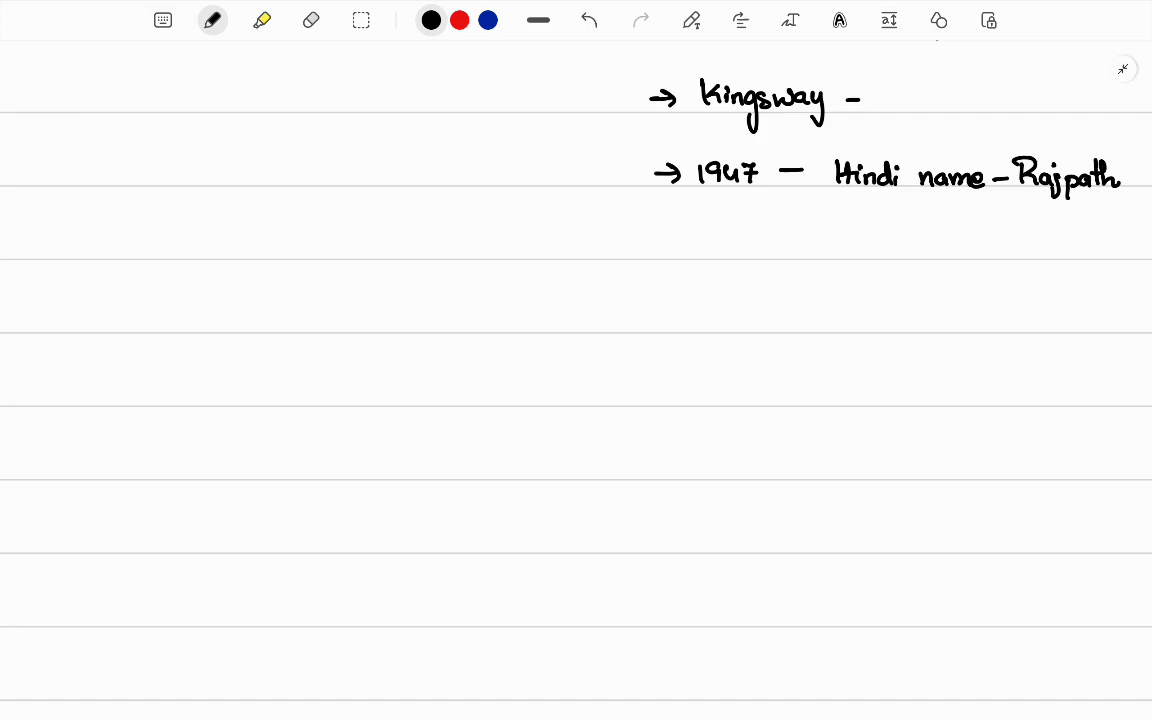 → Kingsway –
→ 1947 – Hindi name – Rajpath